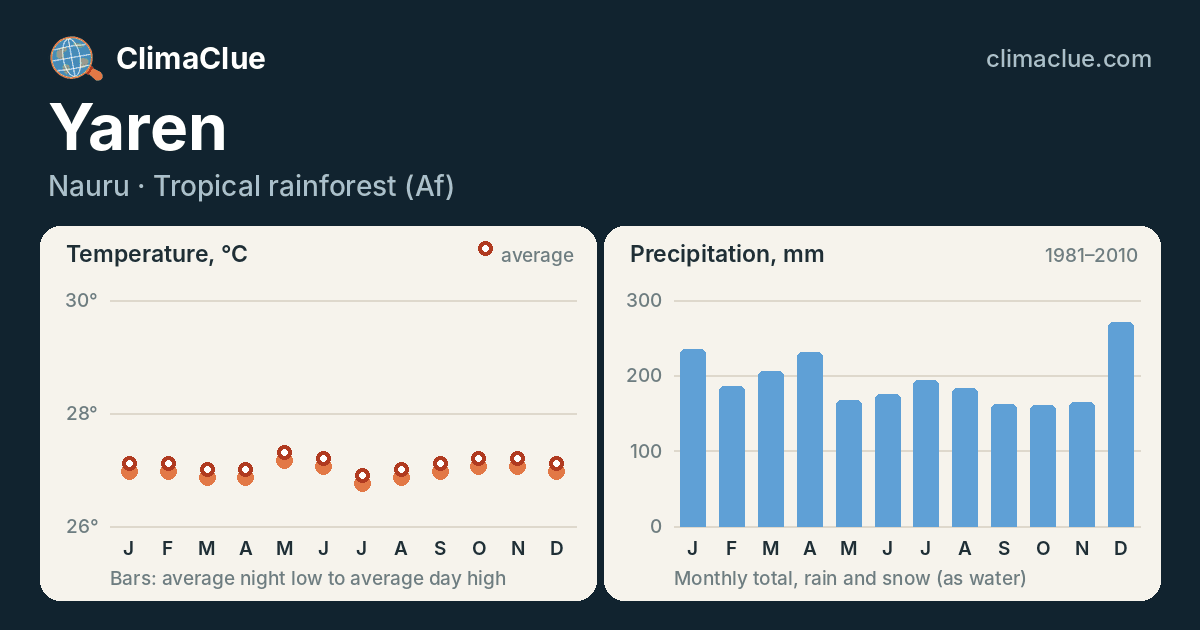 ClimaClue
climaclue.com
Yaren
Nauru · Tropical rainforest (Af)
Temperature, °C
average
30°
28°
26°
J F M A M J J A S O N D
Bars: average night low to average day high
Precipitation, mm
1981–2010
300
200
100
0
J F M A M J J A S O N D
Monthly total, rain and snow (as water)